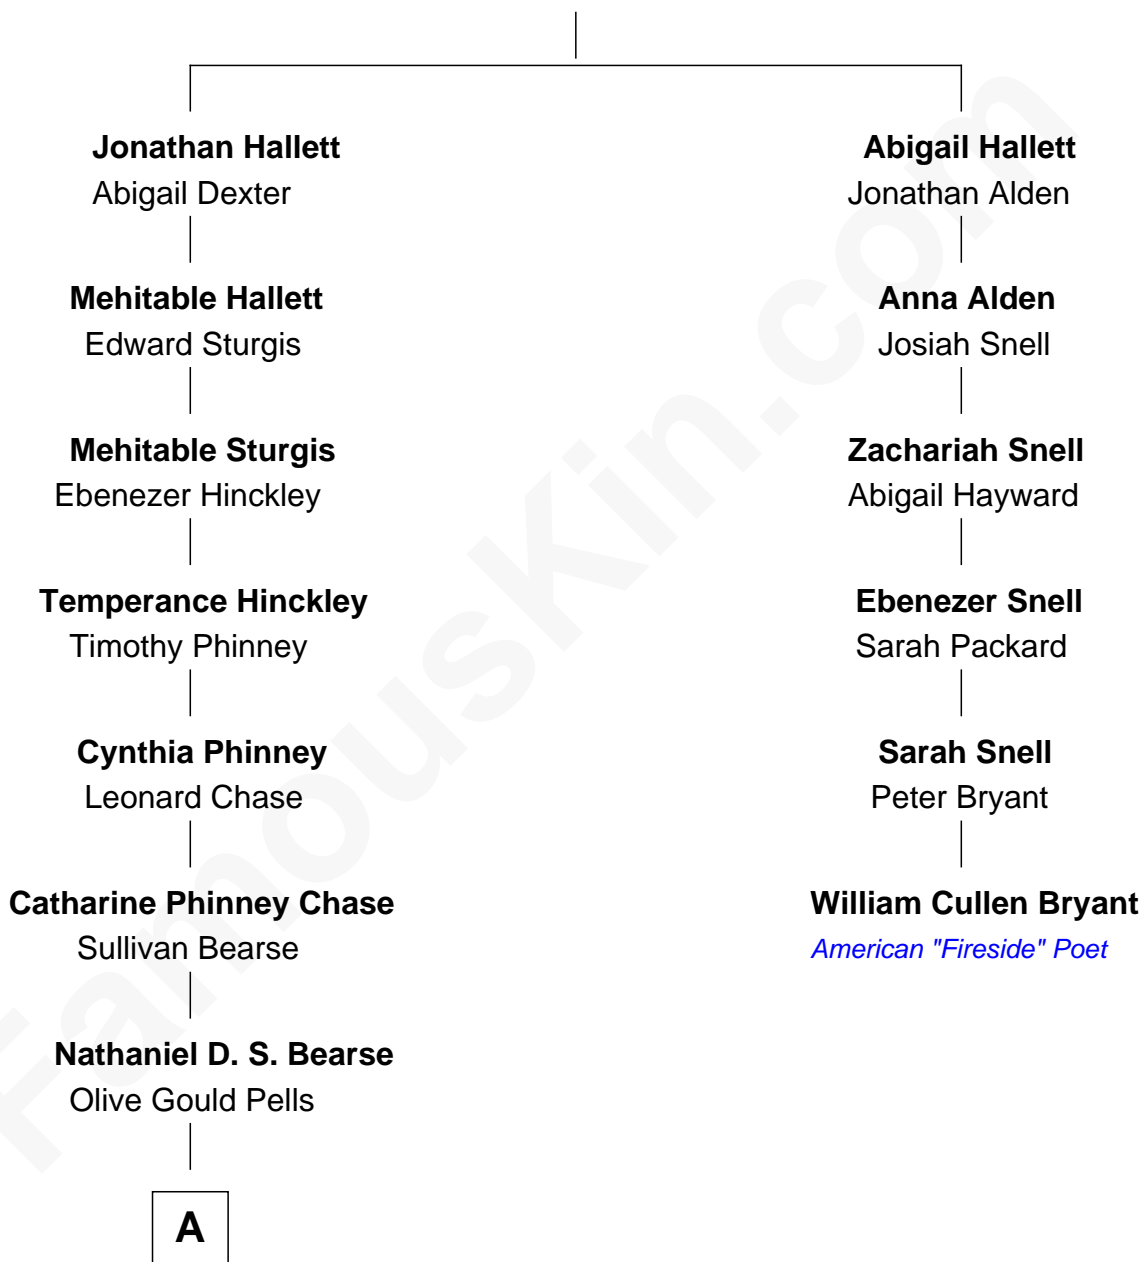 Jonathan Hallett
Abigail Dexter
Mehitable Hallett
Edward Sturgis
Mehitable Sturgis
Ebenezer Hinckley
Temperance Hinckley
Timothy Phinney
Cynthia Phinney
Leonard Chase
Catharine Phinney Chase
Sullivan Bearse
Nathaniel D. S. Bearse
Olive Gould Pells
A
Abigail Hallett
Jonathan Alden
Anna Alden
Josiah Snell
Zachariah Snell
Abigail Hayward
Ebenezer Snell
Sarah Packard
Sarah Snell
Peter Bryant
William Cullen Bryant
American "Fireside" Poet
FamousKin.com